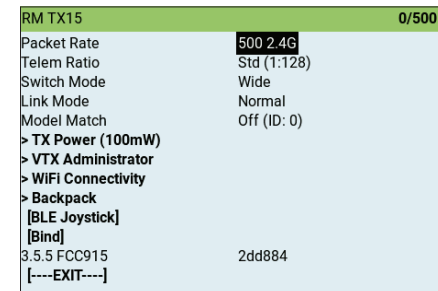 RM TX15 0/500
Packet Rate 500 2.4G
Telem Ratio Std (1:128)
Switch Mode Wide
Link Mode Normal
Model Match Off (ID: 0)
> TX Power (100mW)
> VTX Administrator
> WiFi Connectivity
> Backpack
[BLE Joystick]
[Bind]
3.5.5 FCC915 2dd884
[----EXIT----]